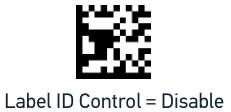 Label ID Control = Disable